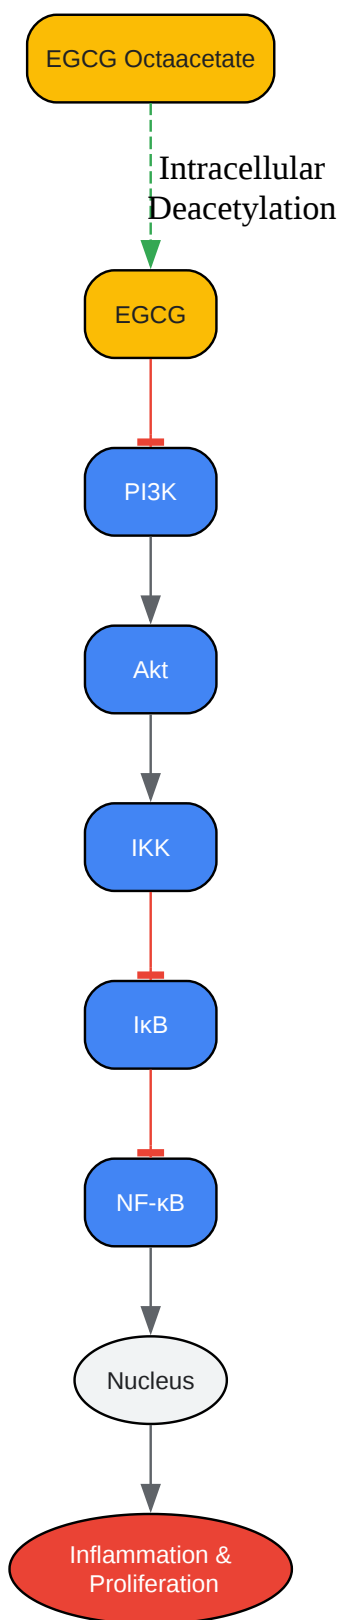 EGCG Octaacetate
Intracellular
Deacetylation
EGCG
PI3K
Akt
IKK
IκB
NF-κB
Nucleus
Inflammation &
Proliferation